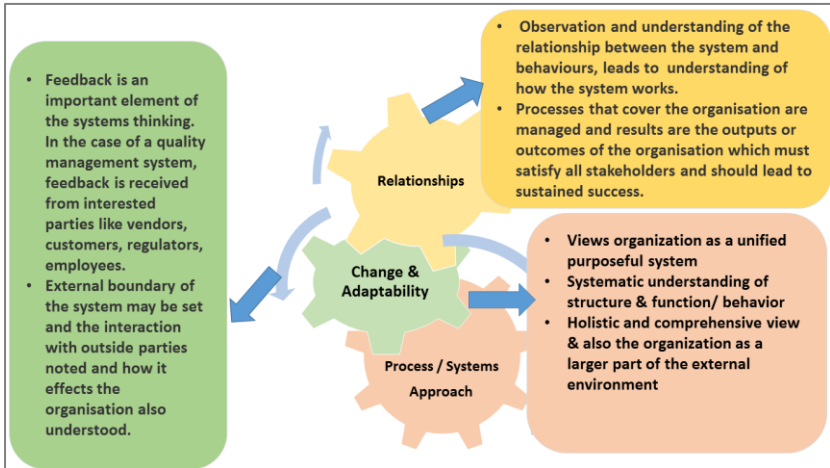 • Feedback is an
important element of
the systems thinking.
In the case of a quality
management system,
feedback is received
from interested
parties like vendors,
customers, regulators,
employees.
• External boundary of
the system may be set
and the interaction
with outside parties
noted and how it
effects the
organisation also
understood.
Relationships
Change &
Adaptability
Process / Systems
Approach
• Observation and understanding of the
relationship between the system and
behaviours, leads to understanding of
how the system works.
• Processes that cover the organisation are
managed and results are the outputs or
outcomes of the organisation which must
satisfy all stakeholders and should lead to
sustained success.
• Views organization as a unified
purposeful system
• Systematic understanding of
structure & function/ behavior
• Holistic and comprehensive view
& also the organization as a
larger part of the external
environment